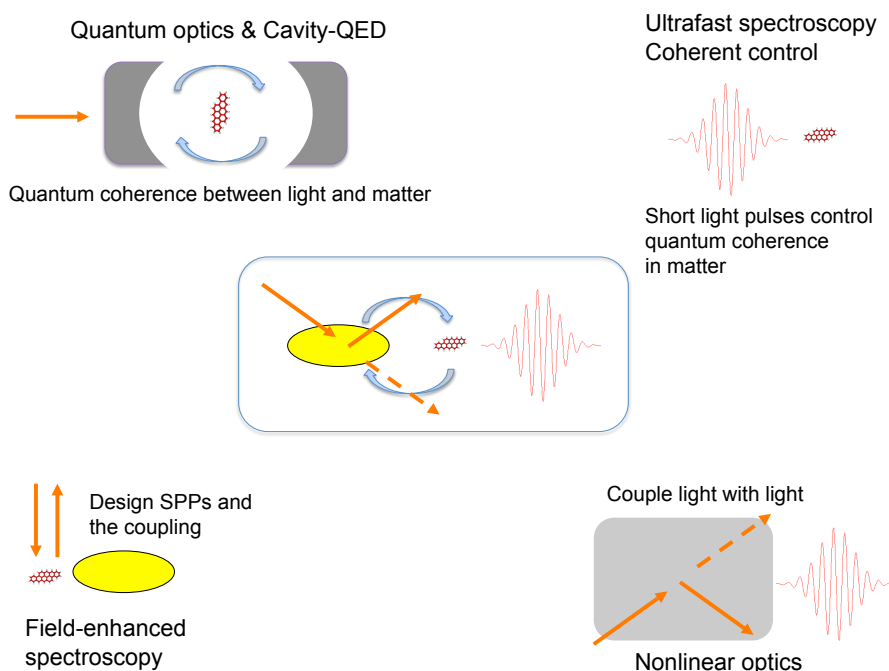 Quantum optics & Cavity-QED
Quantum coherence between light and matter
Ultrafast spectroscopy
Coherent control
Short light pulses control
quantum coherence
in matter
Design SPPs and
the coupling
Field-enhanced
spectroscopy
Couple light with light
Nonlinear optics